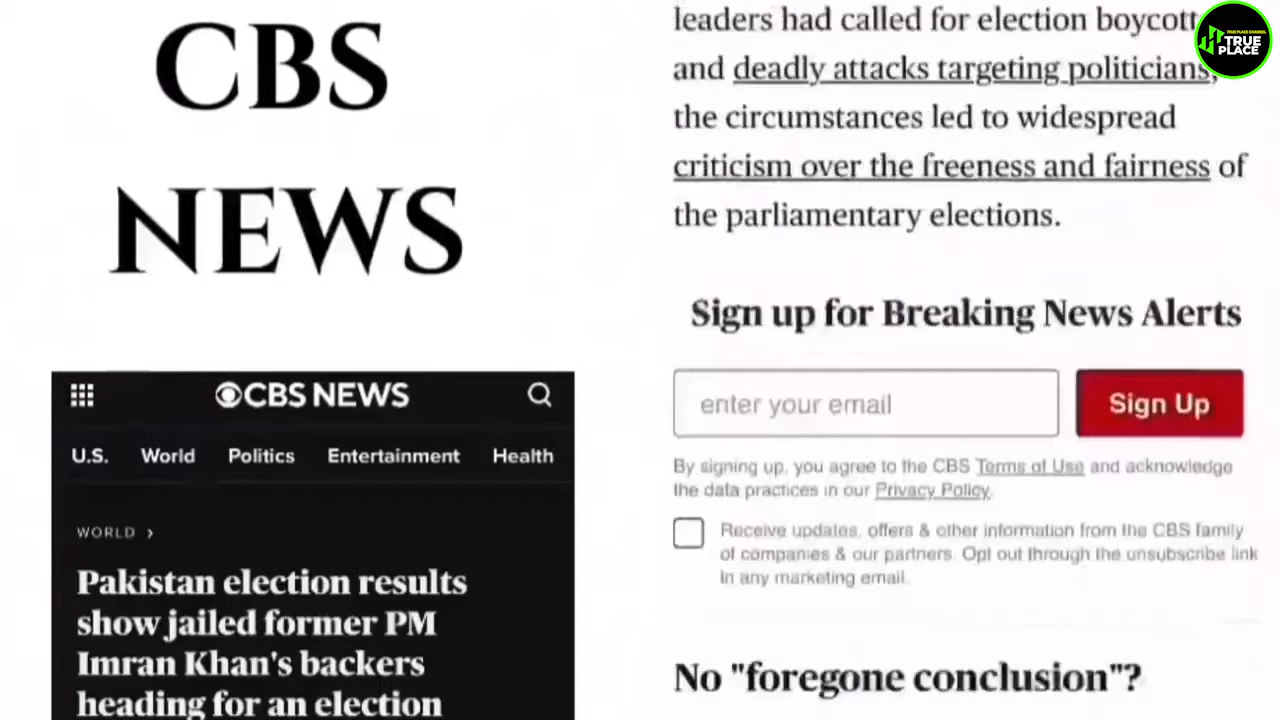 CBS
NEWS
CBS NEWS
U.S. World Politics Entertainment Health
WORLD >
Pakistan election results
show jailed former PM
Imran Khan's backers
heading for an election
leaders had called for election boycott
and deadly attacks targeting politicians,
the circumstances led to widespread
criticism over the freeness and fairness of
the parliamentary elections.
Sign up for Breaking News Alerts
enter your email
Sign Up
By signing up, you agree to the CBS Terms of Use and acknowledge
the data practices in our Privacy Policy.
Receive updates, offers & other information from the CBS family
of companies & our partners. Opt out through the unsubscribe link
in any marketing email.
No "foregone conclusion"?
TRUE PLACE CHANNEL
TRUE
PLACE